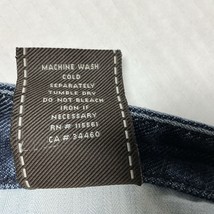 MACHINE WASH
COLD
SEPARATELY
TUMBLE DRY
DO NOT BLEACH
IRON IF
NECESSARY
RN # 115561
CA # 34460